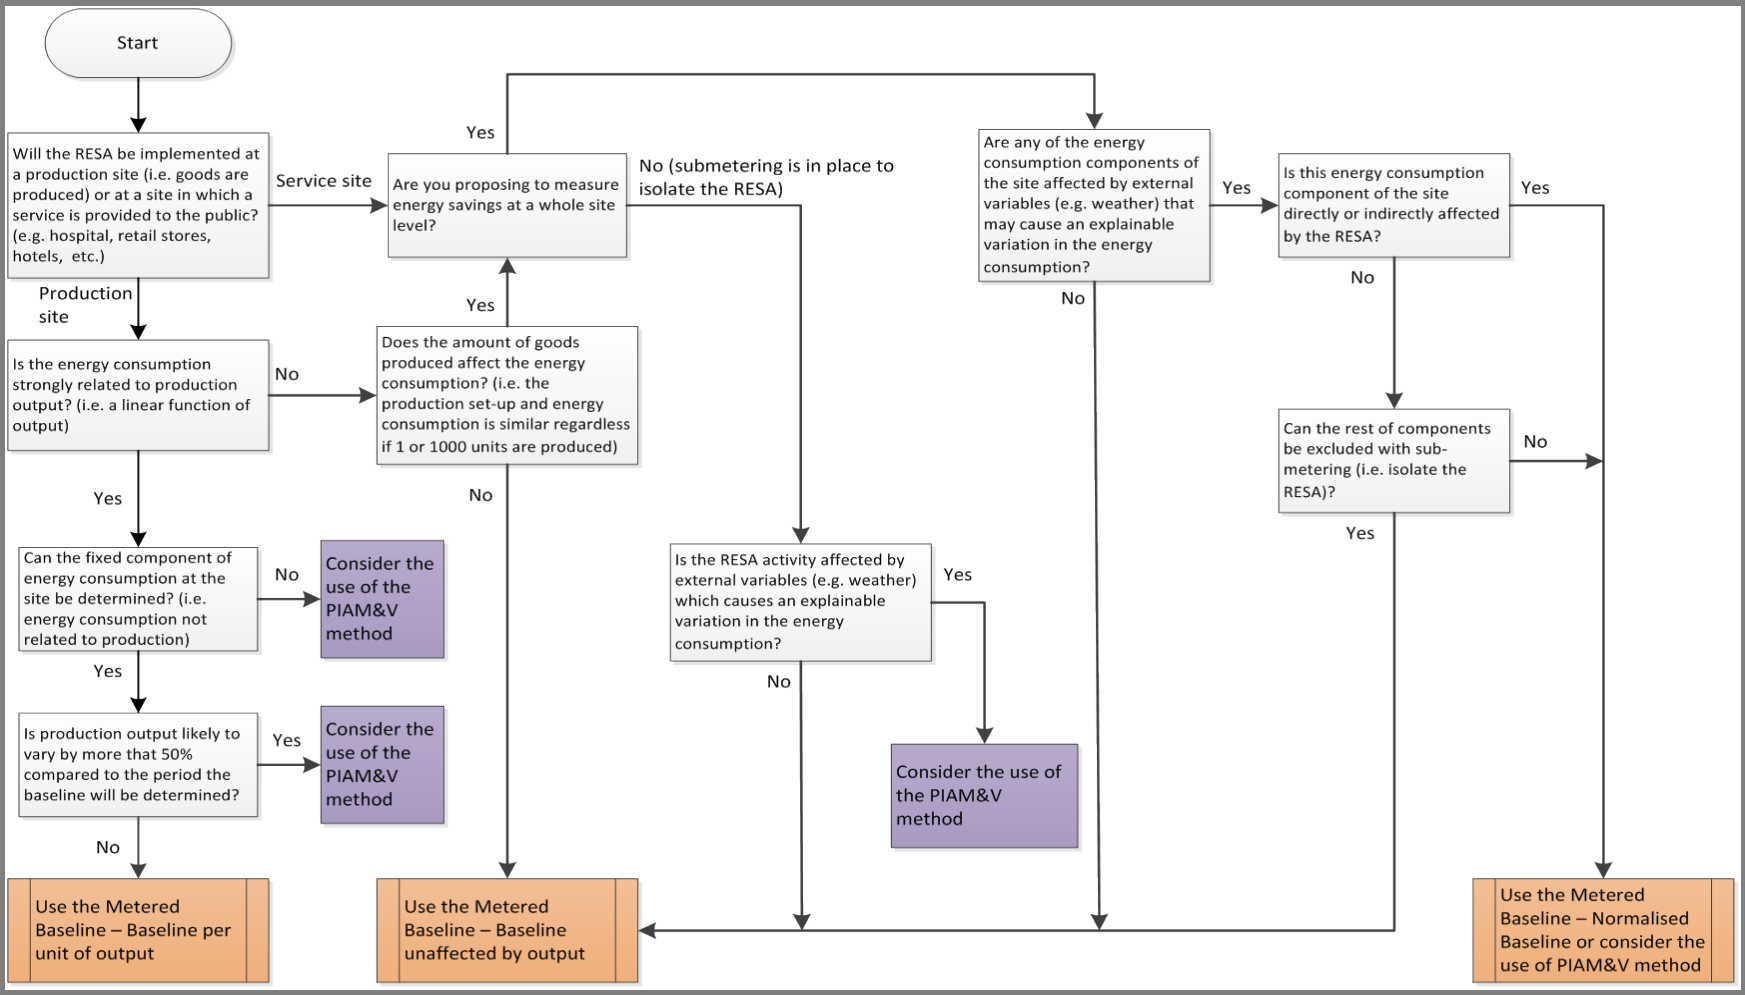 Start
Will the RESA be implemented at
a production site (i.e. goods are
produced) or at a site in which a
service is provided to the public?
(e.g. hospital, retail stores,
hotels,  etc.)
Service site
Production
site
Are you proposing to measure
energy savings at a whole site
level?
Yes
No (submetering is in place to
isolate the RESA)
Are any of the energy
consumption components of
the site affected by external
variables (e.g. weather) that
may cause an explainable
variation in the energy
consumption?
Yes
No
Is this energy consumption
component of the site
directly or indirectly affected
by the RESA?
Yes
No
Is the energy consumption
strongly related to production
output? (i.e. a linear function of
output)
No
Yes
Does the amount of goods
produced affect the energy
consumption? (i.e. the
production set-up and energy
consumption is similar regardless
if 1 or 1000 units are produced)
Yes
No
Can the rest of components
be excluded with sub-
metering (i.e. isolate the
RESA)?
No
Yes
Can the fixed component of
energy consumption at the
site be determined? (i.e.
energy consumption not
related to production)
No
Yes
Consider the
use of the
PIAM&V
method
Is the RESA activity affected by
external variables (e.g. weather)
which causes an explainable
variation in the energy
consumption?
Yes
No
Is production output likely to
vary by more that 50%
compared to the period the
baseline will be determined?
Yes
No
Consider the
use of the
PIAM&V
method
Consider the use of
the PIAM&V
method
Use the Metered
Baseline – Baseline per
unit of output
Use the Metered
Baseline – Baseline
unaffected by output
Use the Metered
Baseline – Normalised
Baseline or consider the
use of PIAM&V method